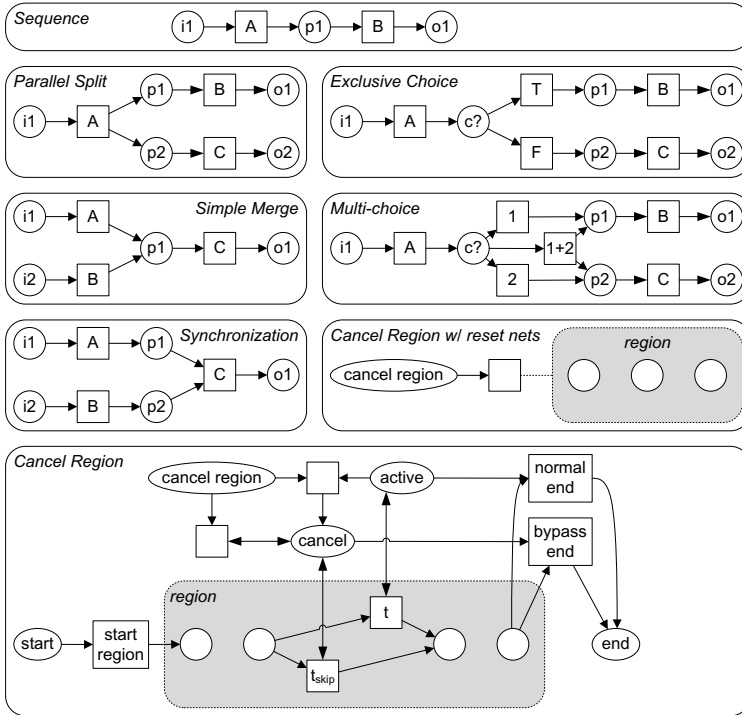 Sequence
i1 A p1 B o1
Parallel Split
i1 A p1 B o1
p2 C o2
Exclusive Choice
i1 A c? T p1 B o1
F p2 C o2
Simple Merge
i1 A
p1 C o1
i2 B
Multi-choice
i1 A c? 1 p1 B o1
1+2
2 p2 C o2
Synchronization
i1 A p1
C o1
i2 B p2
Cancel Region w/ reset nets
region
cancel region
Cancel Region
cancel region active normal
end
cancel bypass
end
region
t
start start
region
end
tskip